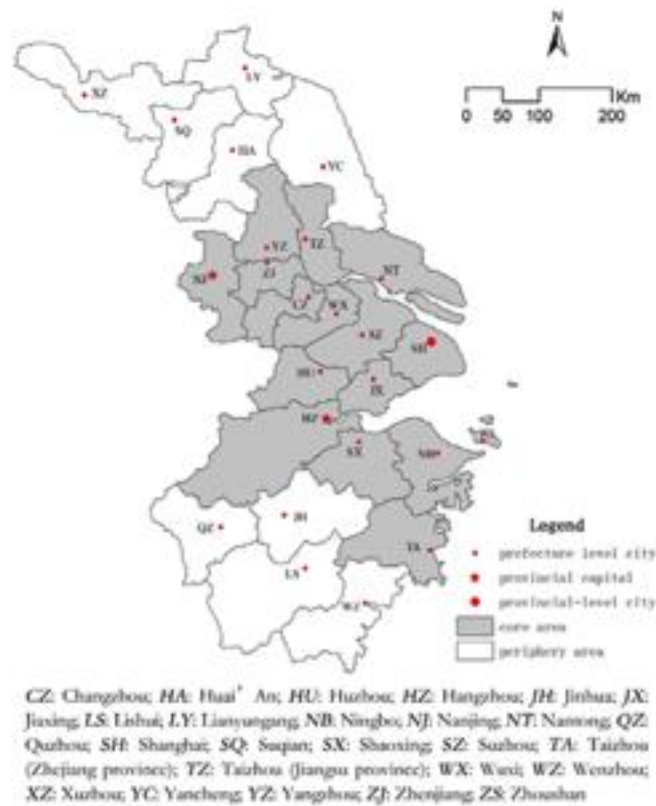 N
Km
0 50 100 200
LY
XZ
SQ
HA
YC
YZ
TZ
ZJ
NJ
NT
CZ
WX
SZ
SH
HU
JX
HZ
SX
NB
ZS
QZ
JH
TA
LS
WZ
Legend
prefecture level city
provincial capital
provincial-level city
core area
periphery area
CZ: Changzhou; HA: Huai' An; HU: Huzhou; HZ: Hangzhou; JH: Jinhua; JX:
Jiaxing; LS: Lishui; LY: Lianyungang; NB: Ningbo; NJ: Nanjing; NT: Nantong; QZ:
Quzhou; SH: Shanghai; SQ: Suqian; SX: Shaoxing; SZ: Suzhou; TA: Taizhou
(Zhejiang province); TZ: Taizhou (Jiangsu province); WX: Wuxi; WZ: Wenzhou;
XZ: Xuzhou; YC: Yancheng; YZ: Yangzhou; ZJ: Zhenjiang; ZS: Zhoushan